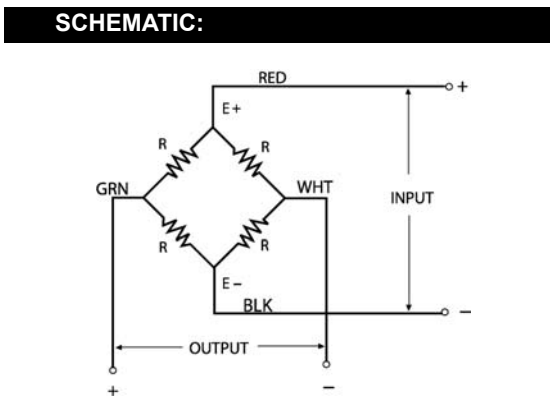 SCHEMATIC:
RED
+
E+
R R
GRN WHT
INPUT
R R
E−
BLK −
OUTPUT
+ −